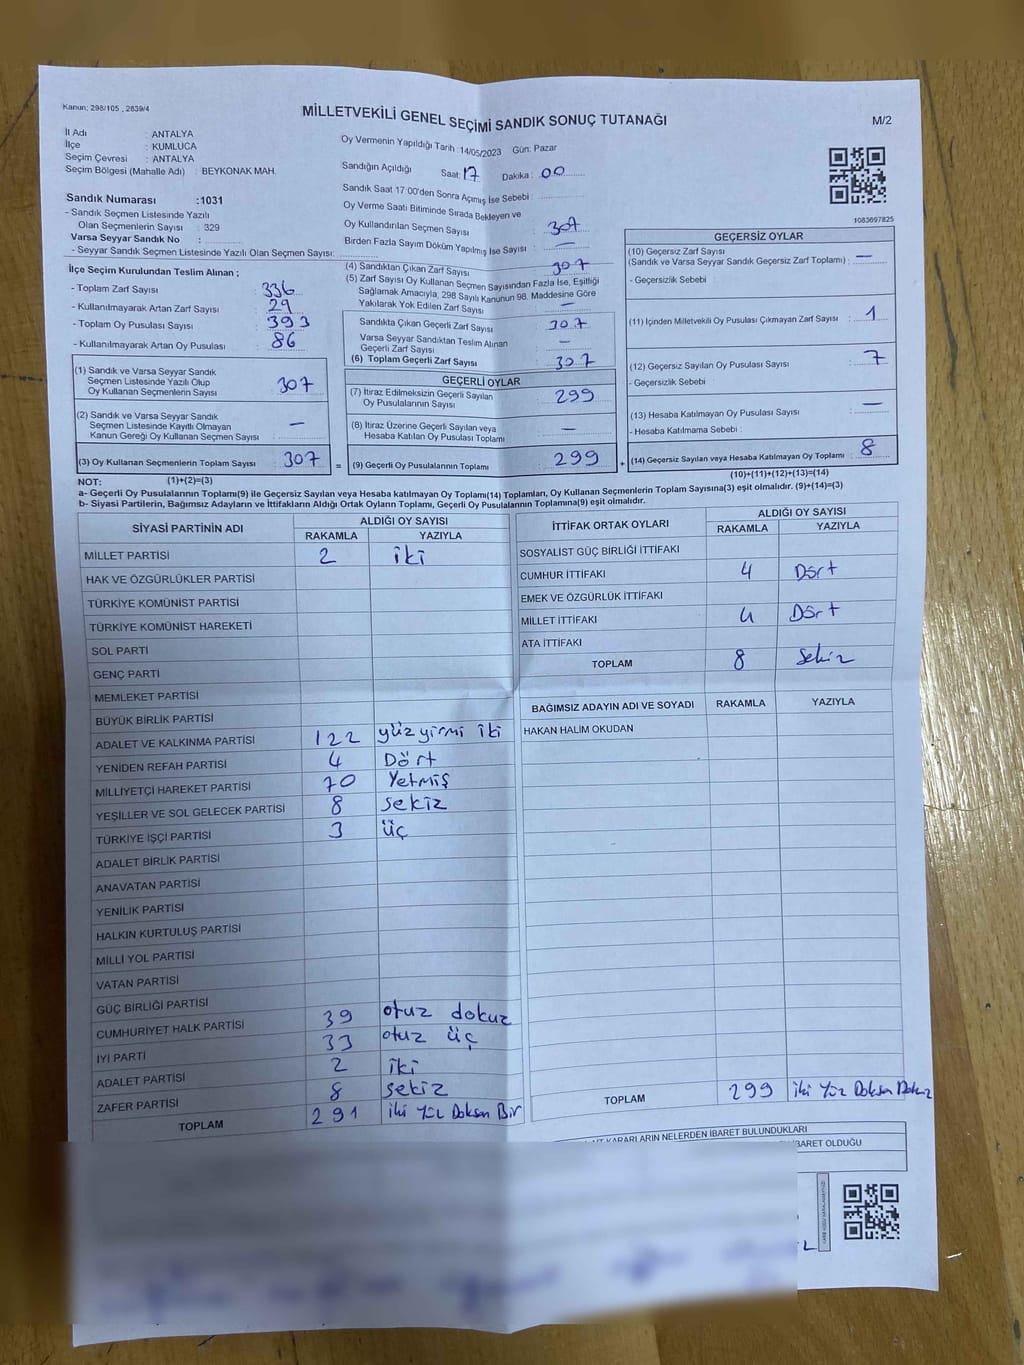 Kanun: 298/105 , 2839/4
MİLLETVEKİLİ GENEL SEÇİMİ SANDIK SONUÇ TUTANAĞI
M/2
İl Adı : ANTALYA
İlçe : KUMLUCA
Seçim Çevresi : ANTALYA
Seçim Bölgesi (Mahalle Adı) : BEYKONAK MAH.
Sandık Numarası :1031
- Sandık Seçmen Listesinde Yazılı
Olan Seçmenlerin Sayısı : 329
Varsa Seyyar Sandık No :
- Seyyar Sandık Seçmen Listesinde Yazılı Olan Seçmen Sayısı:
Oy Vermenin Yapıldığı Tarih :14/05/2023 Gün: Pazar
Sandığın Açıldığı Saat: 17 Dakika : 00
Sandık Saat 17:00'den Sonra Açımış İse Sebebi :
Oy Verme Saati Bitiminde Sırada Bekleyen ve
Oy Kullandırılan Seçmen Sayısı : 307
Birden Fazla Sayım Döküm Yapılmış İse Sayısı : —
1083697825
İlçe Seçim Kurulundan Teslim Alınan ;
- Toplam Zarf Sayısı : 336
- Kullanılmayarak Artan Zarf Sayısı : 29
- Toplam Oy Pusulası Sayısı : 393
- Kullanılmayarak Artan Oy Pusulası : 86
(1) Sandık ve Varsa Seyyar Sandık
Seçmen Listesinde Yazılı Olup
Oy Kullanan Seçmenlerin Sayısı : 307
(2) Sandık ve Varsa Seyyar Sandık
Seçmen Listesinde Kayıtlı Olmayan
Kanun Gereği Oy Kullanan Seçmen Sayısı : —
(3) Oy Kullanan Seçmenlerin Toplam Sayısı : 307
(1)+(2)=(3)
(4) Sandıktan Çıkan Zarf Sayısı : 307
(5) Zarf Sayısı Oy Kullanan Seçmen Sayısından Fazla İse, Eşitliği
Sağlamak Amacıyla, 298 Sayılı Kanunun 98. Maddesine Göre
Yakılarak Yok Edilen Zarf Sayısı : —
Sandıkta Çıkan Geçerli Zarf Sayısı : 307
Varsa Seyyar Sandıktan Teslim Alınan
Geçerli Zarf Sayısı : —
(6) Toplam Geçerli Zarf Sayısı : 307
GEÇERLİ OYLAR
(7) İtiraz Edilmeksizin Geçerli Sayılan
Oy Pusulalarının Sayısı : 299
(8) İtiraz Üzerine Geçerli Sayılan veya
Hesaba Katılan Oy Pusulası Toplamı : —
= (9) Geçerli Oy Pusulalarının Toplamı : 299 +
GEÇERSİZ OYLAR
(10) Geçersiz Zarf Sayısı
(Sandık ve Varsa Seyyar Sandık Geçersiz Zarf Toplamı) : —
- Geçersizlik Sebebi
(11) İçinden Milletvekili Oy Pusulası Çıkmayan Zarf Sayısı : 1
(12) Geçersiz Sayılan Oy Pusulası Sayısı : 7
- Geçersizlik Sebebi
(13) Hesaba Katılmayan Oy Pusulası Sayısı : —
- Hesaba Katılmama Sebebi :
(14) Geçersiz Sayılan veya Hesaba Katılmayan Oy Toplamı : 8
(10)+(11)+(12)+(13)=(14)
NOT:
a- Geçerli Oy Pusulalarının Toplamı(9) ile Geçersiz Sayılan veya Hesaba katılmayan Oy Toplamı(14) Toplamları, Oy Kullanan Seçmenlerin Toplam Sayısına(3) eşit olmalıdır. (9)+(14)=(3)
b- Siyasi Partilerin, Bağımsız Adayların ve İttifakların Aldığı Ortak Oyların Toplamı, Geçerli Oy Pusulalarının Toplamına(9) eşit olmalıdır.
SİYASİ PARTİNİN ADI ALDIĞI OY SAYISI
RAKAMLA YAZIYLA
MİLLET PARTİSİ 2 iki
HAK VE ÖZGÜRLÜKLER PARTİSİ
TÜRKİYE KOMÜNİST PARTİSİ
TÜRKİYE KOMÜNİST HAREKETİ
SOL PARTİ
GENÇ PARTİ
MEMLEKET PARTİSİ
BÜYÜK BİRLİK PARTİSİ
ADALET VE KALKINMA PARTİSİ 122 yüzyirmi iki
YENİDEN REFAH PARTİSİ 4 Dört
MİLLİYETÇİ HAREKET PARTİSİ 70 Yetmiş
YEŞİLLER VE SOL GELECEK PARTİSİ 8 sekiz
TÜRKİYE İŞÇİ PARTİSİ 3 üç
ADALET BİRLİK PARTİSİ
ANAVATAN PARTİSİ
YENİLİK PARTİSİ
HALKIN KURTULUŞ PARTİSİ
MİLLİ YOL PARTİSİ
VATAN PARTİSİ
GÜÇ BİRLİĞİ PARTİSİ
CUMHURİYET HALK PARTİSİ 39 otuz dokuz
İYİ PARTİ 33 otuz üç
ADALET PARTİSİ 2 iki
ZAFER PARTİSİ 8 sekiz
TOPLAM 291 iki Yüz Doksan Bir
İTTİFAK ORTAK OYLARI ALDIĞI OY SAYISI
RAKAMLA YAZIYLA
SOSYALİST GÜÇ BİRLİĞİ İTTİFAKI
CUMHUR İTTİFAKI 4 Dört
EMEK VE ÖZGÜRLÜK İTTİFAKI
MİLLET İTTİFAKI 4 Dört
ATA İTTİFAKI
TOPLAM 8 Sekiz
BAĞIMSIZ ADAYIN ADI VE SOYADI RAKAMLA YAZIYLA
HAKAN HALİM OKUDAN
TOPLAM 299 iki Yüz Doksan Dokuz
KARARLARIN NELERDEN İBARET BULUNDUKLARI
İBARET OLDUĞU